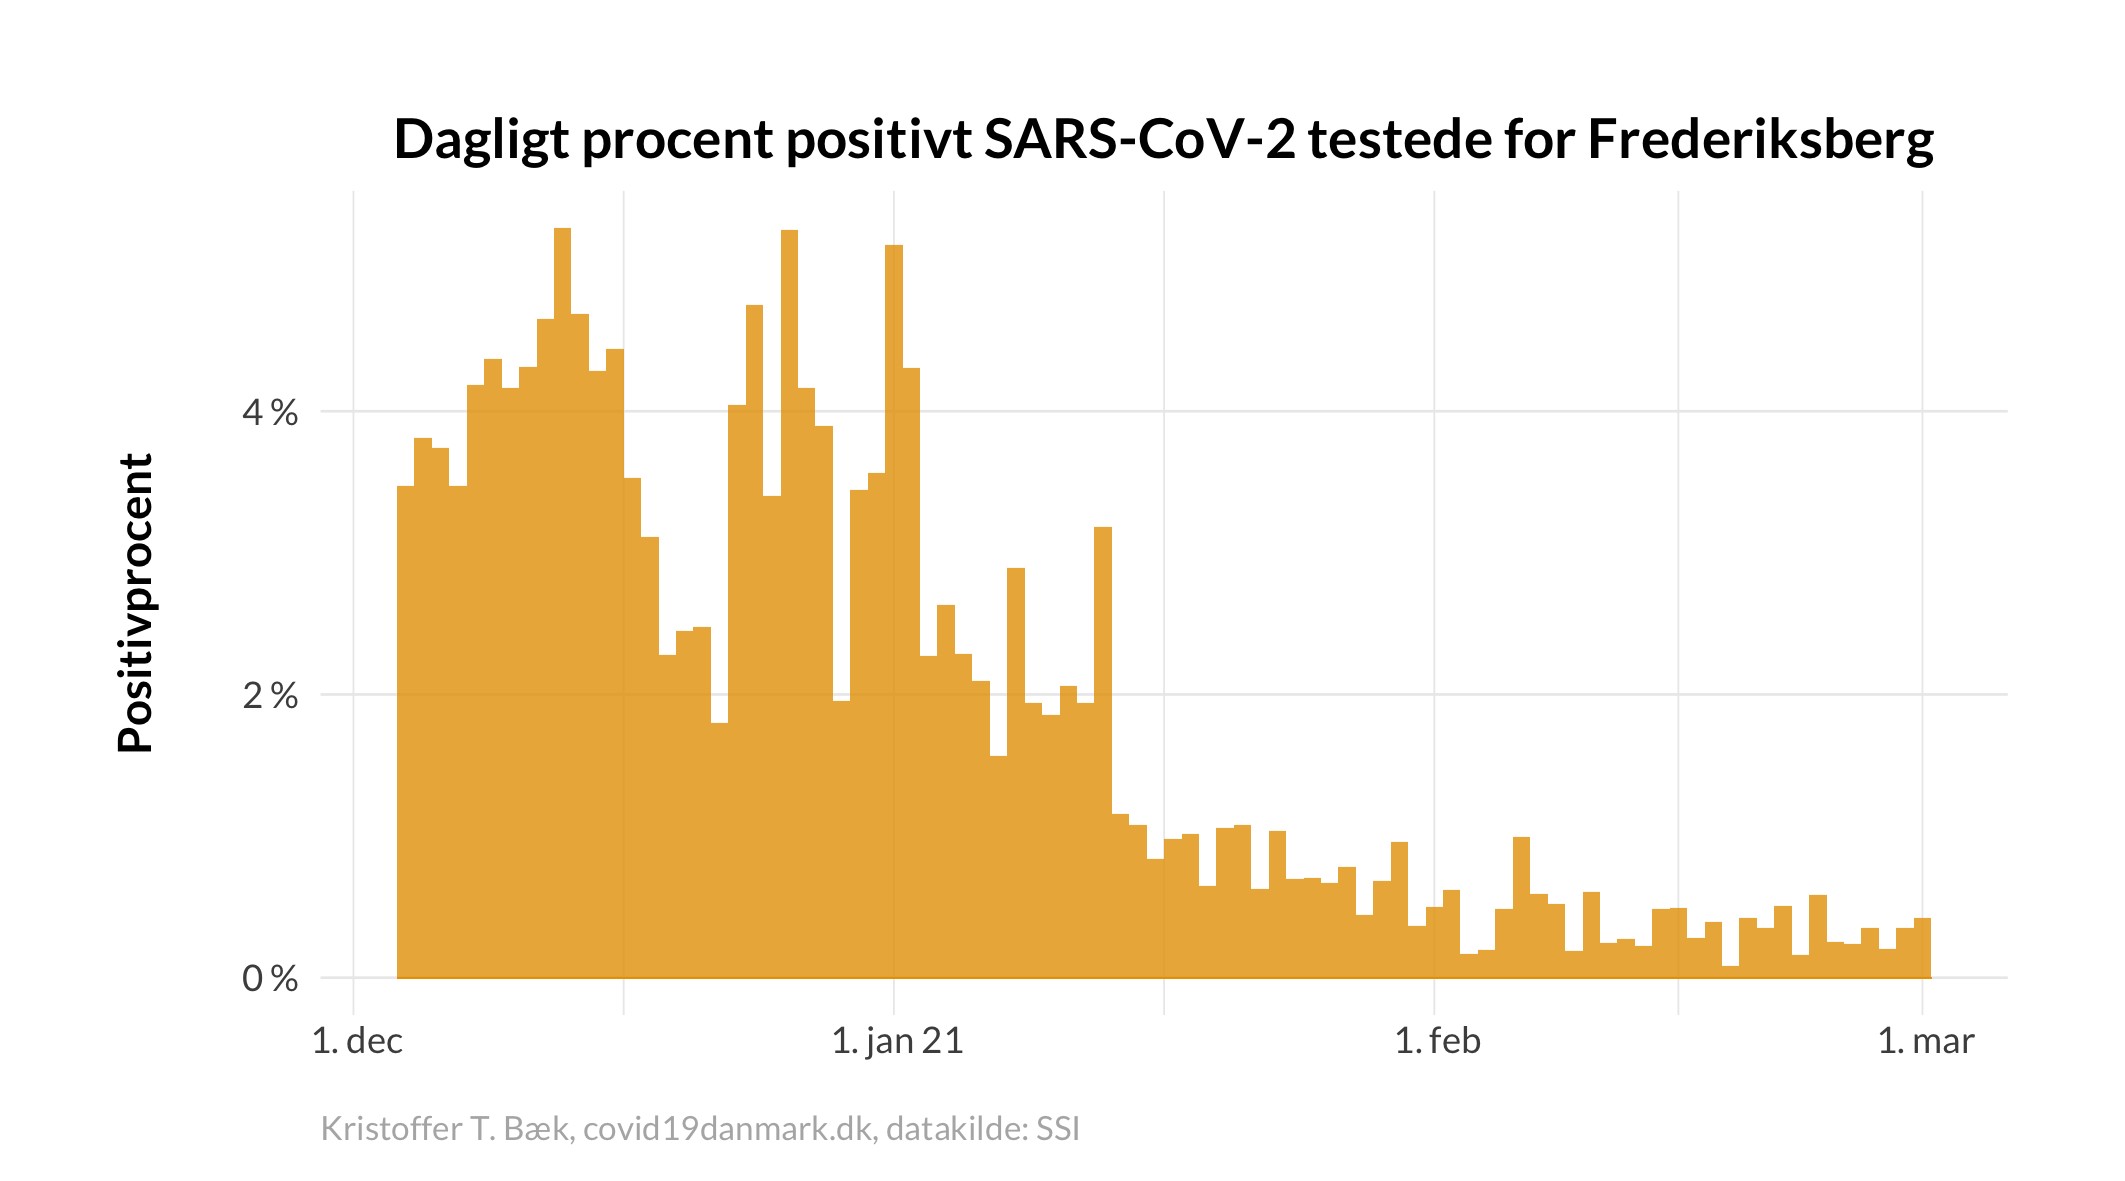 Dagligt procent positivt SARS-CoV-2 testede for Frederiksberg
Positivprocent
4 %
2 %
0 %
1. dec
1. jan 21
1. feb
1. mar
Kristoffer T. Bæk, covid19danmark.dk, datakilde: SSI